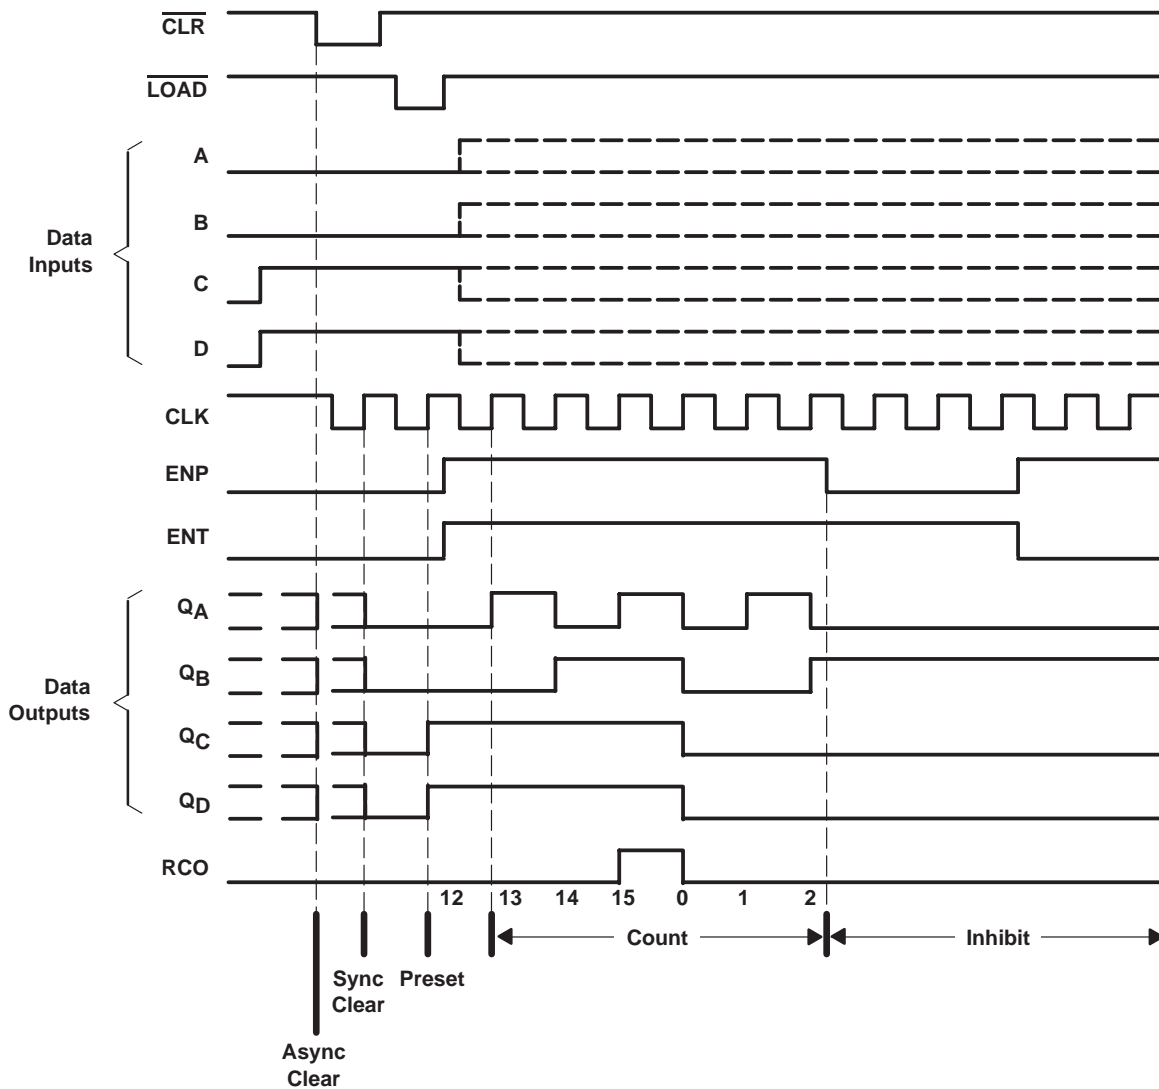 CLR
LOAD
A
B
Data
Inputs
C
D
CLK
ENP
ENT
QA
QB
Data
Outputs
QC
QD
RCO
12 13 14 15 0 1 2
Count Inhibit
Sync
Clear
Preset
Async
Clear